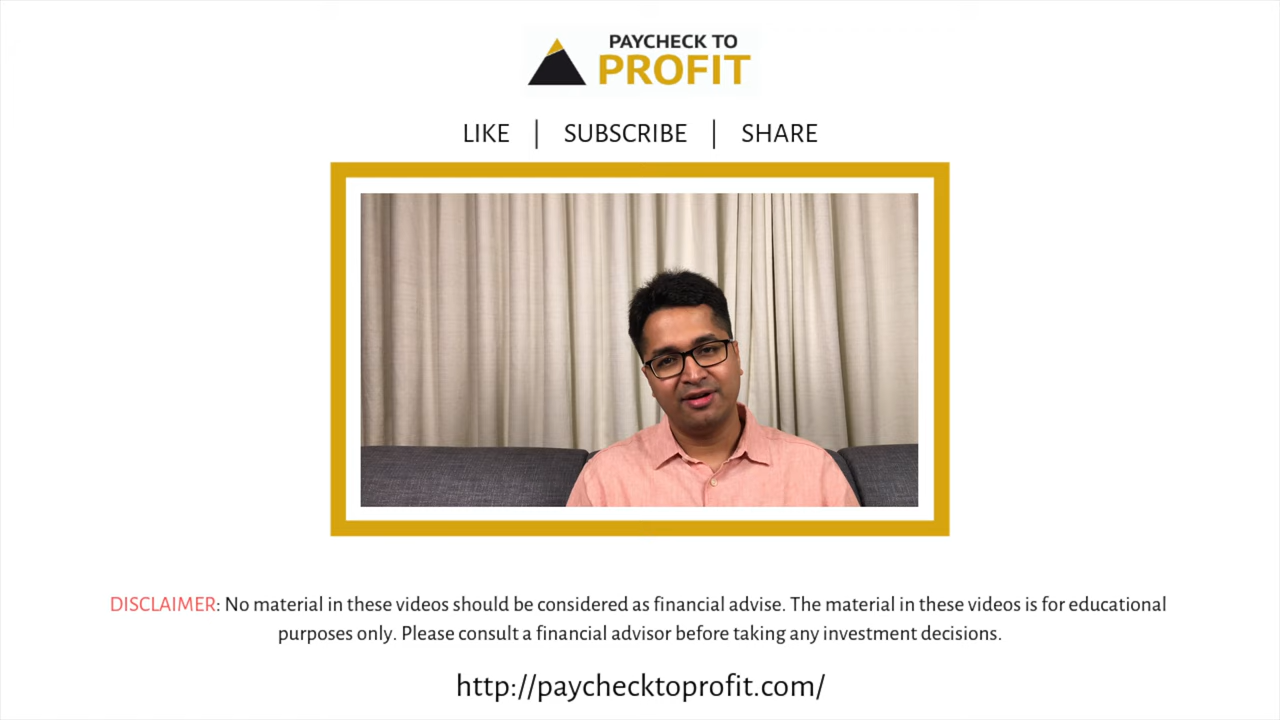 PAYCHECK TO
PROFIT
LIKE | SUBSCRIBE | SHARE
DISCLAIMER: No material in these videos should be considered as financial advise. The material in these videos is for educational
purposes only. Please consult a financial advisor before taking any investment decisions.
http://paychecktoprofit.com/